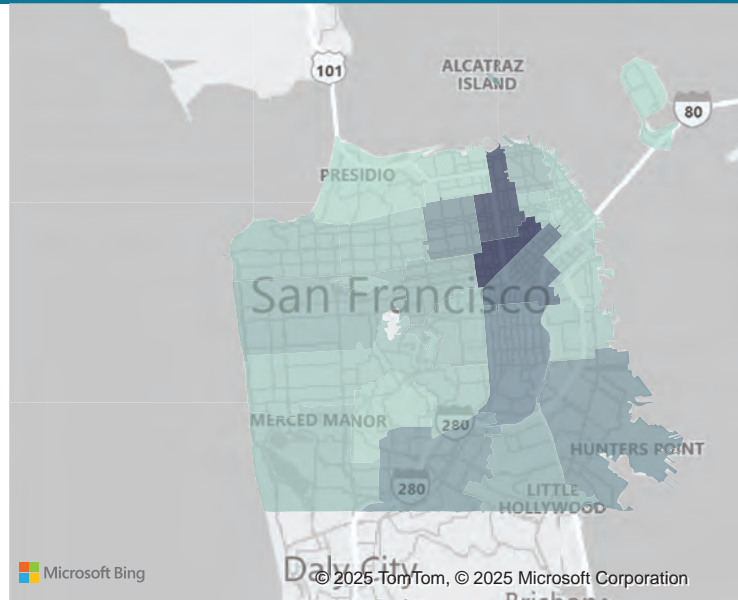 101
ALCATRAZ
ISLAND
80
PRESIDIO
San Francisco
MERCED MANOR
280
HUNTERS POINT
280
LITTLE
HOLLYWOOD
Microsoft Bing
Daly City
© 2025 TomTom, © 2025 Microsoft Corporation